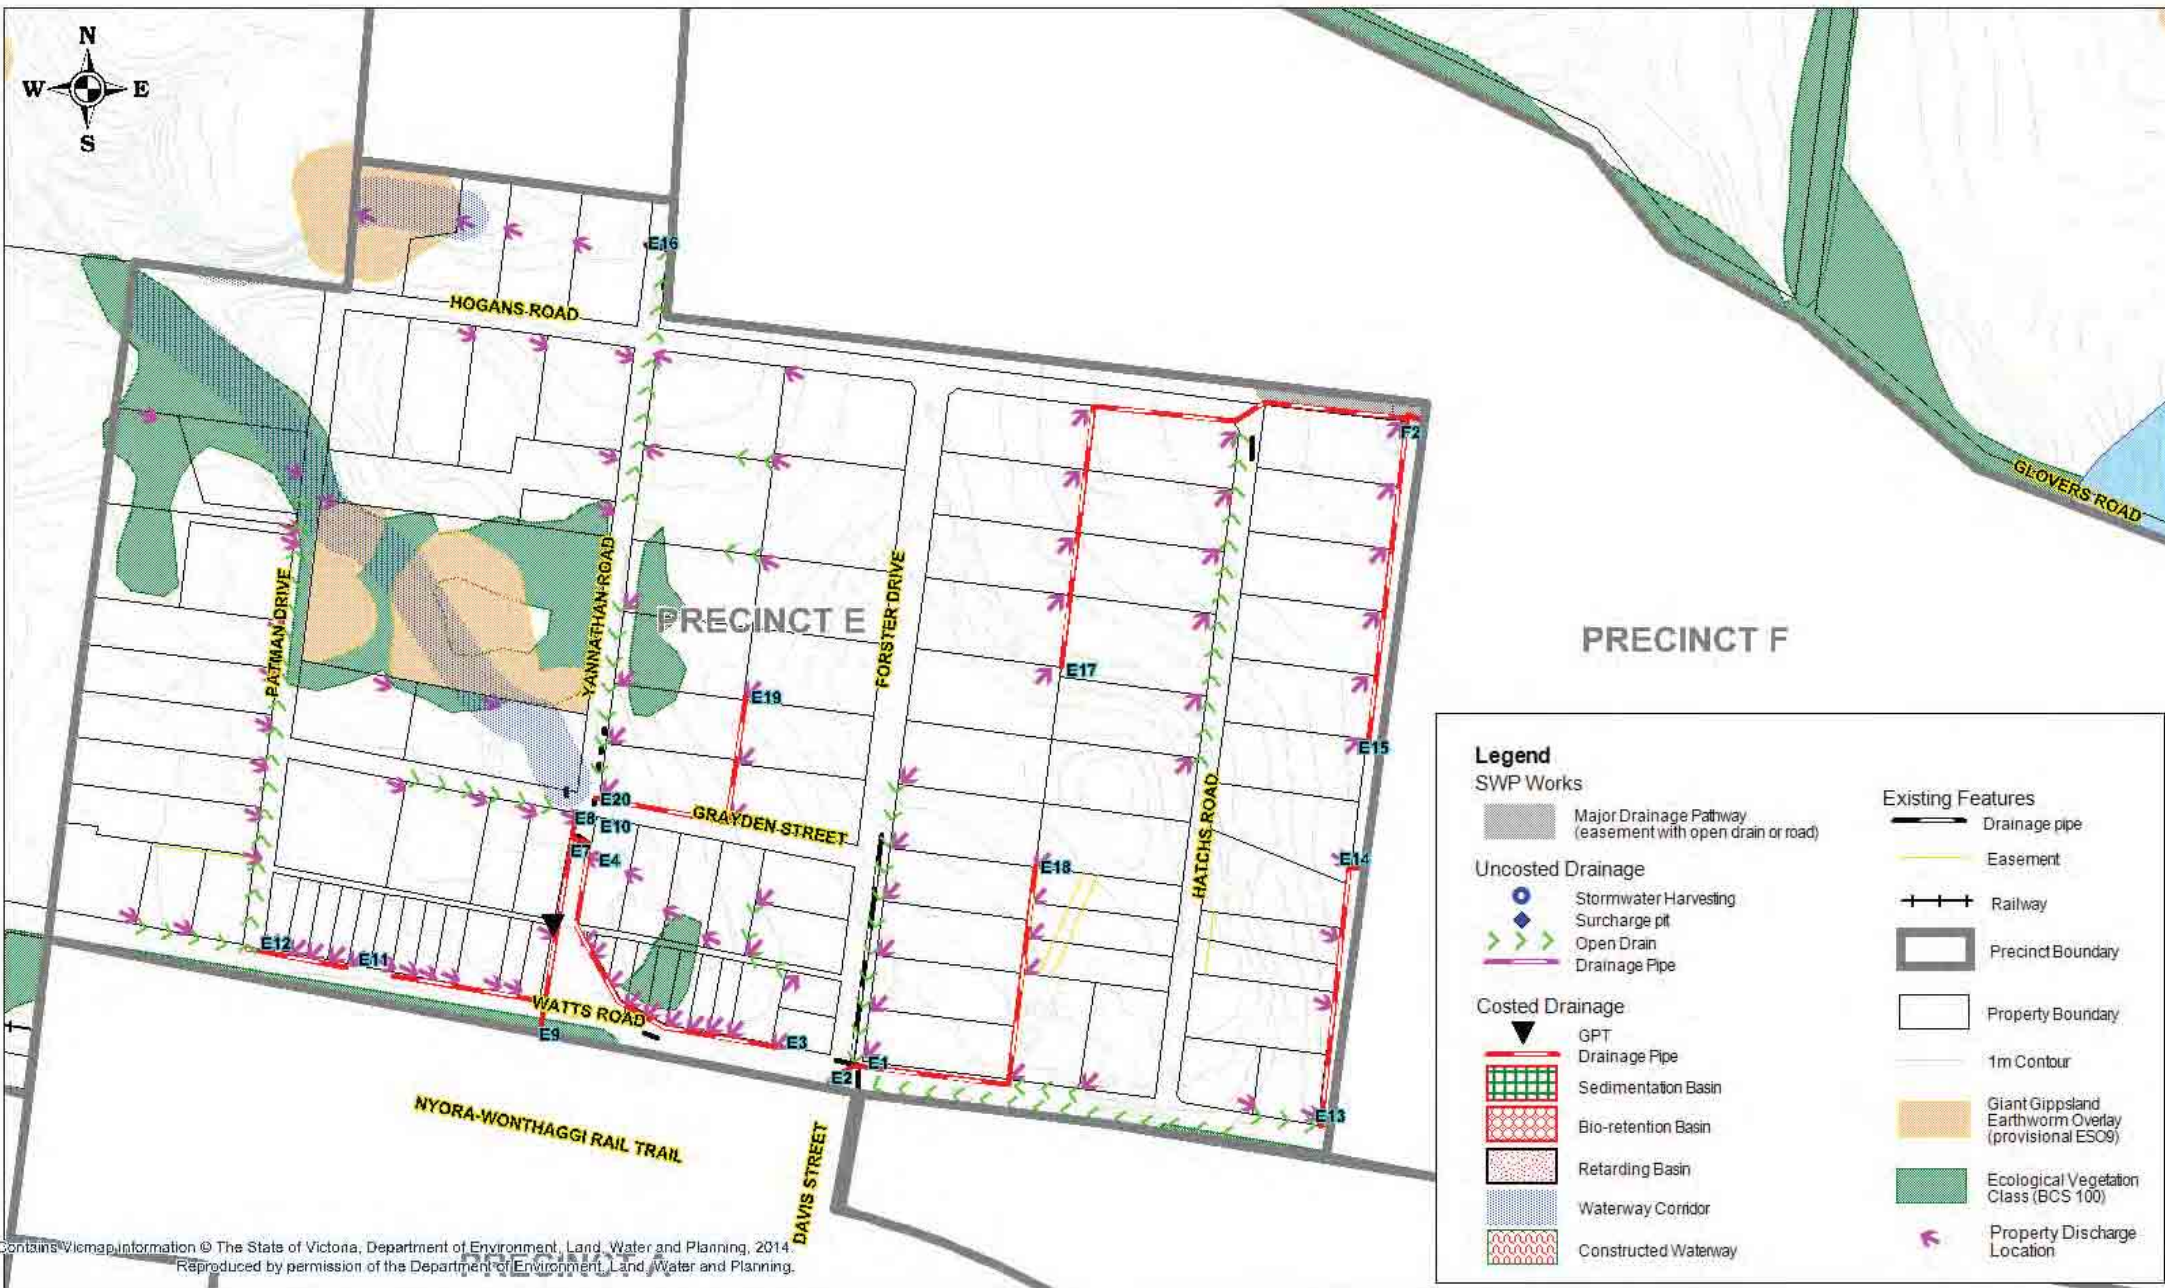 N
W E
S
E16
HOGANS ROAD
F2
GLOVERS ROAD
PATMAN DRIVE
YANNATHAN ROAD
PRECINCT E
FORSTER DRIVE
PRECINCT F
E17
E19
E15
HATCHS ROAD
E20
E8
E10
GRAYDEN STREET
E7
E4
E14
E18
E12
E11
WATTS ROAD
E9
E3
E1
E2
E13
NYORA-WONTHAGGI RAIL TRAIL
DAVIS STREET
PRECINCT A
Contains Vicmap information © The State of Victoria, Department of Environment, Land, Water and Planning, 2014.
Reproduced by permission of the Department of Environment, Land, Water and Planning.
Legend
SWP Works
Major Drainage Pathway
(easement with open drain or road)
Uncosted Drainage
Stormwater Harvesting
Surcharge pit
Open Drain
Drainage Pipe
Costed Drainage
GPT
Drainage Pipe
Sedimentation Basin
Bio-retention Basin
Retarding Basin
Waterway Corridor
Constructed Waterway
Existing Features
Drainage pipe
Easement
Railway
Precinct Boundary
Property Boundary
1m Contour
Giant Gippsland
Earthworm Overlay
(provisional ESO9)
Ecological Vegetation
Class (BCS 100)
Property Discharge
Location